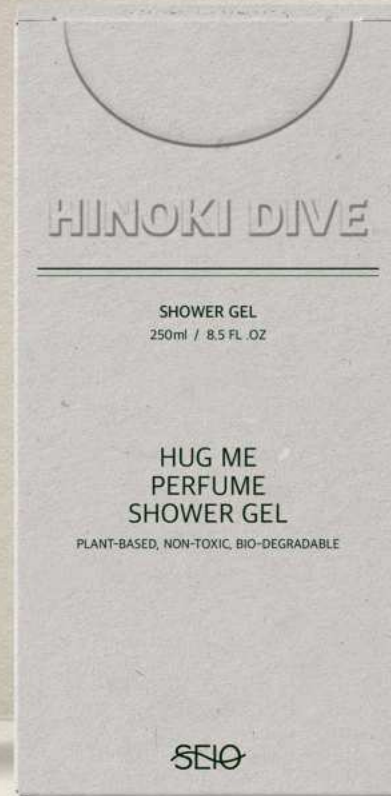 HINOKI DIVE
SHOWER GEL
250ml / 8.5 FL .OZ
HUG ME
PERFUME
SHOWER GEL
PLANT-BASED, NON-TOXIC, BIO-DEGRADABLE
SEIO